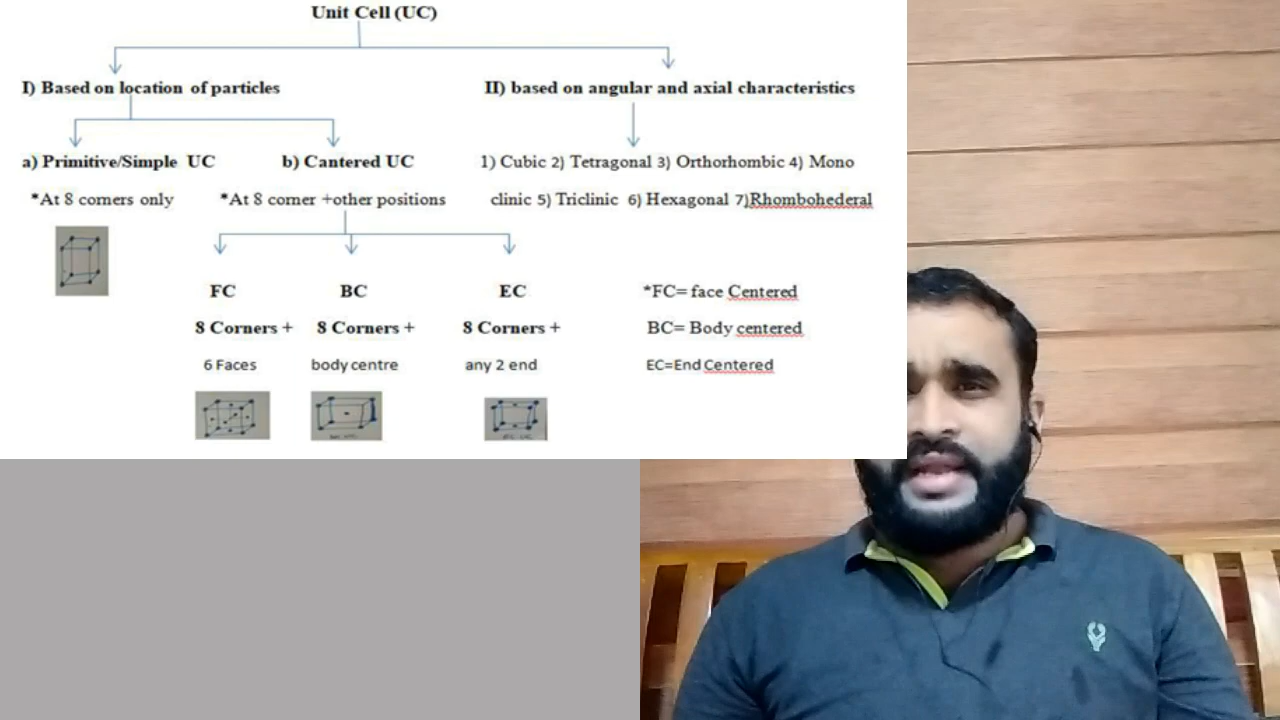 Unit Cell (UC)
I) Based on location of particles
II) based on angular and axial characteristics
a) Primitive/Simple UC
b) Cantered UC
1) Cubic 2) Tetragonal 3) Orthorhombic 4) Mono
*At 8 corners only
*At 8 corner +other positions
clinic 5) Triclinic 6) Hexagonal 7)Rhombohederal
FC
BC
EC
*FC= face Centered
8 Corners +
8 Corners +
8 Corners +
BC= Body centered
6 Faces
body centre
any 2 end
EC=End Centered